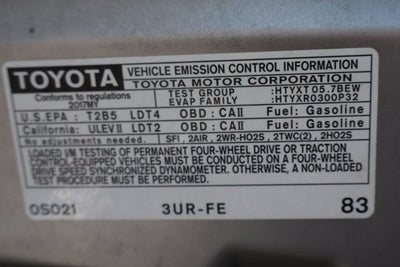 TOYOTA VEHICLE EMISSION CONTROL INFORMATION
TOYOTA MOTOR CORPORATION
Conforms to regulations TEST GROUP :HTYXT05.7BEW
2017MY EVAP FAMILY :HTYXR0300P32
U.S.EPA : T2B5 LDT4 OBD : CAII Fuel: Gasoline
California: ULEVII LDT2 OBD : CAII Fuel: Gasoline
No adjustments needed. SFI, 2AIR, 2WR-HO2S, 2TWC(2), 2HO2S
LOADED I/M TESTING OF PERMANENT FOUR-WHEEL DRIVE OR TRACTION
CONTROL-EQUIPPED VEHICLES MUST BE CONDUCTED ON A FOUR-WHEEL
DRIVE SPEED SYNCHRONIZED DYNAMOMETER. OTHERWISE, A NON-LOADED
TEST PROCEDURE MUST BE USED.
0S021 3UR-FE 83